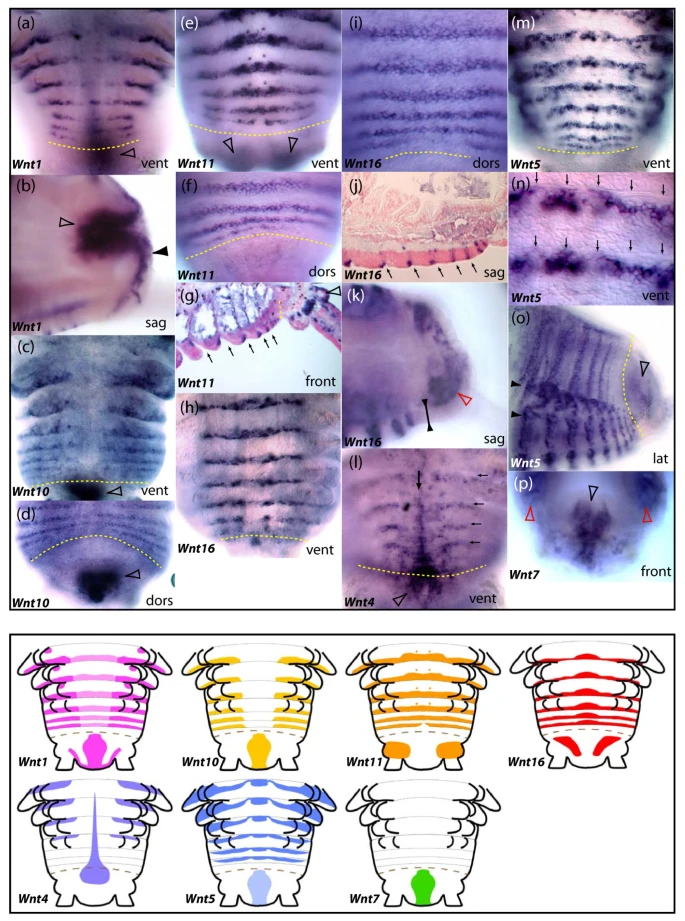 (a)
Wnt1
vent
(b)
Wnt1
sag
(c)
Wnt10
vent
(d)
Wnt10
dors
(e)
Wnt11
vent
(f)
Wnt11
dors
(g)
Wnt11
front
(h)
Wnt16
vent
(i)
Wnt16
dors
(j)
Wnt16
sag
(k)
Wnt16
sag
(l)
Wnt4
vent
(m)
Wnt5
vent
(n)
Wnt5
vent
(o)
Wnt5
lat
(p)
Wnt7
front
Wnt1
Wnt10
Wnt11
Wnt16
Wnt4
Wnt5
Wnt7